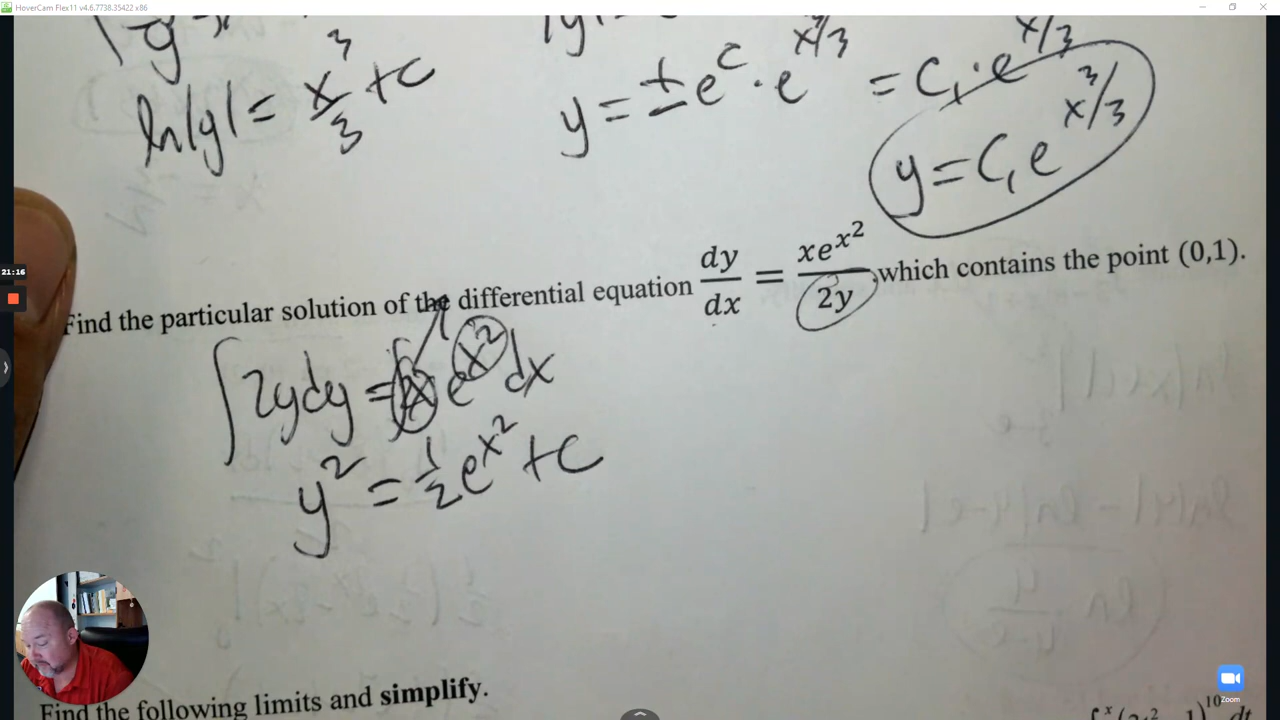 HoverCam Flex11 v4.6.7738.35422 x86
ln|y| = x³/3 + c
y = ± e^c · e^x³/3 = C₁ · e^x³/3
y = C₁ e^x³/3
21:16
Find the particular solution of the differential equation dy/dx = xe^x²/2y, which contains the point (0,1).
∫ 2y dy = ∫ x e^x² dx
y² = ½ e^x² + c
Find the following limits and simplify.
Zoom